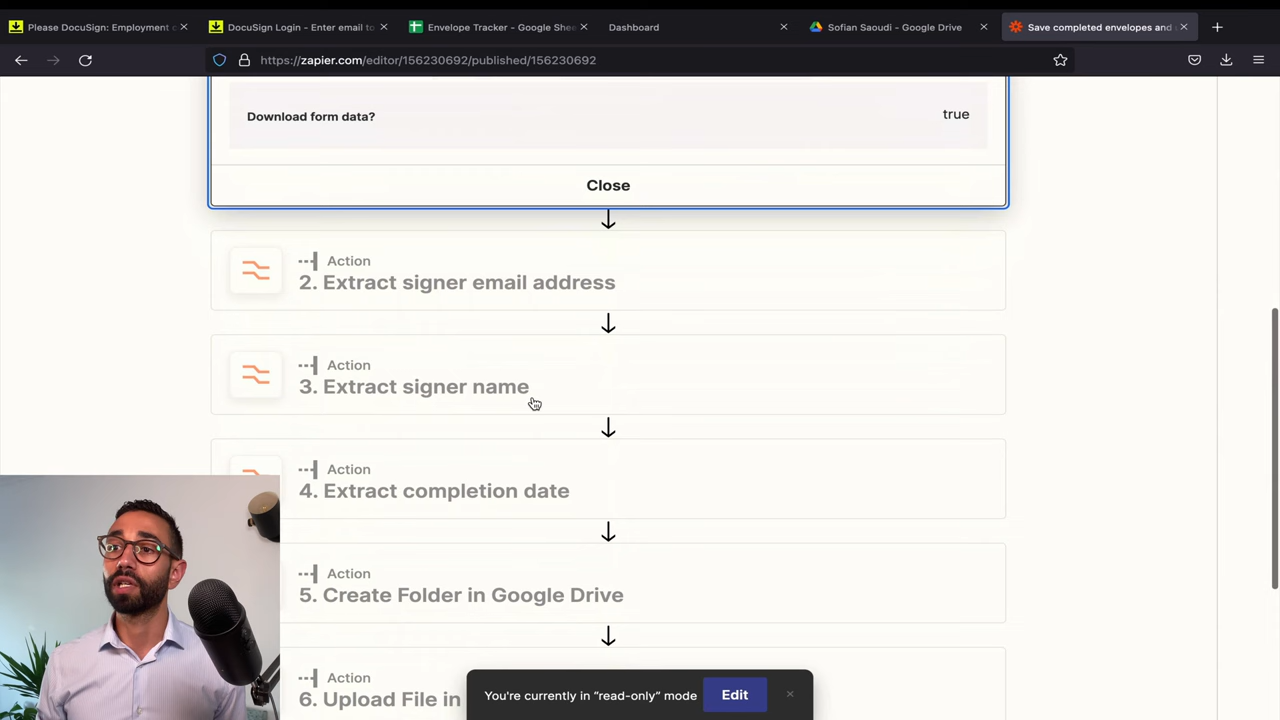 Please DocuSign: Employment c
DocuSign Login - Enter email to
Envelope Tracker - Google Shee
Dashboard
Sofian Saoudi - Google Drive
Save completed envelopes and
https://zapier.com/editor/156230692/published/156230692
Download form data?
true
Close
Action
2. Extract signer email address
Action
3. Extract signer name
Action
4. Extract completion date
Action
5. Create Folder in Google Drive
Action
6. Upload File in
You're currently in “read-only” mode
Edit